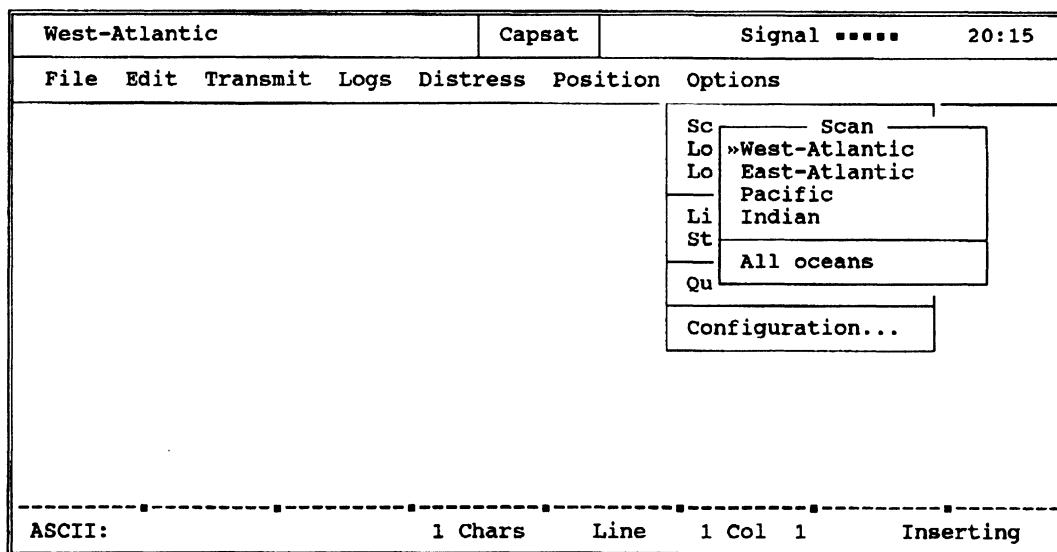 West-Atlantic Capsat Signal ▪▪▪▪▪ 20:15
File Edit Transmit Logs Distress Position Options
Sc
Scan
Lo »West-Atlantic
Lo East-Atlantic
Pacific
Li Indian
St
All oceans
Qu
Configuration...
ASCII: 1 Chars Line 1 Col 1 Inserting